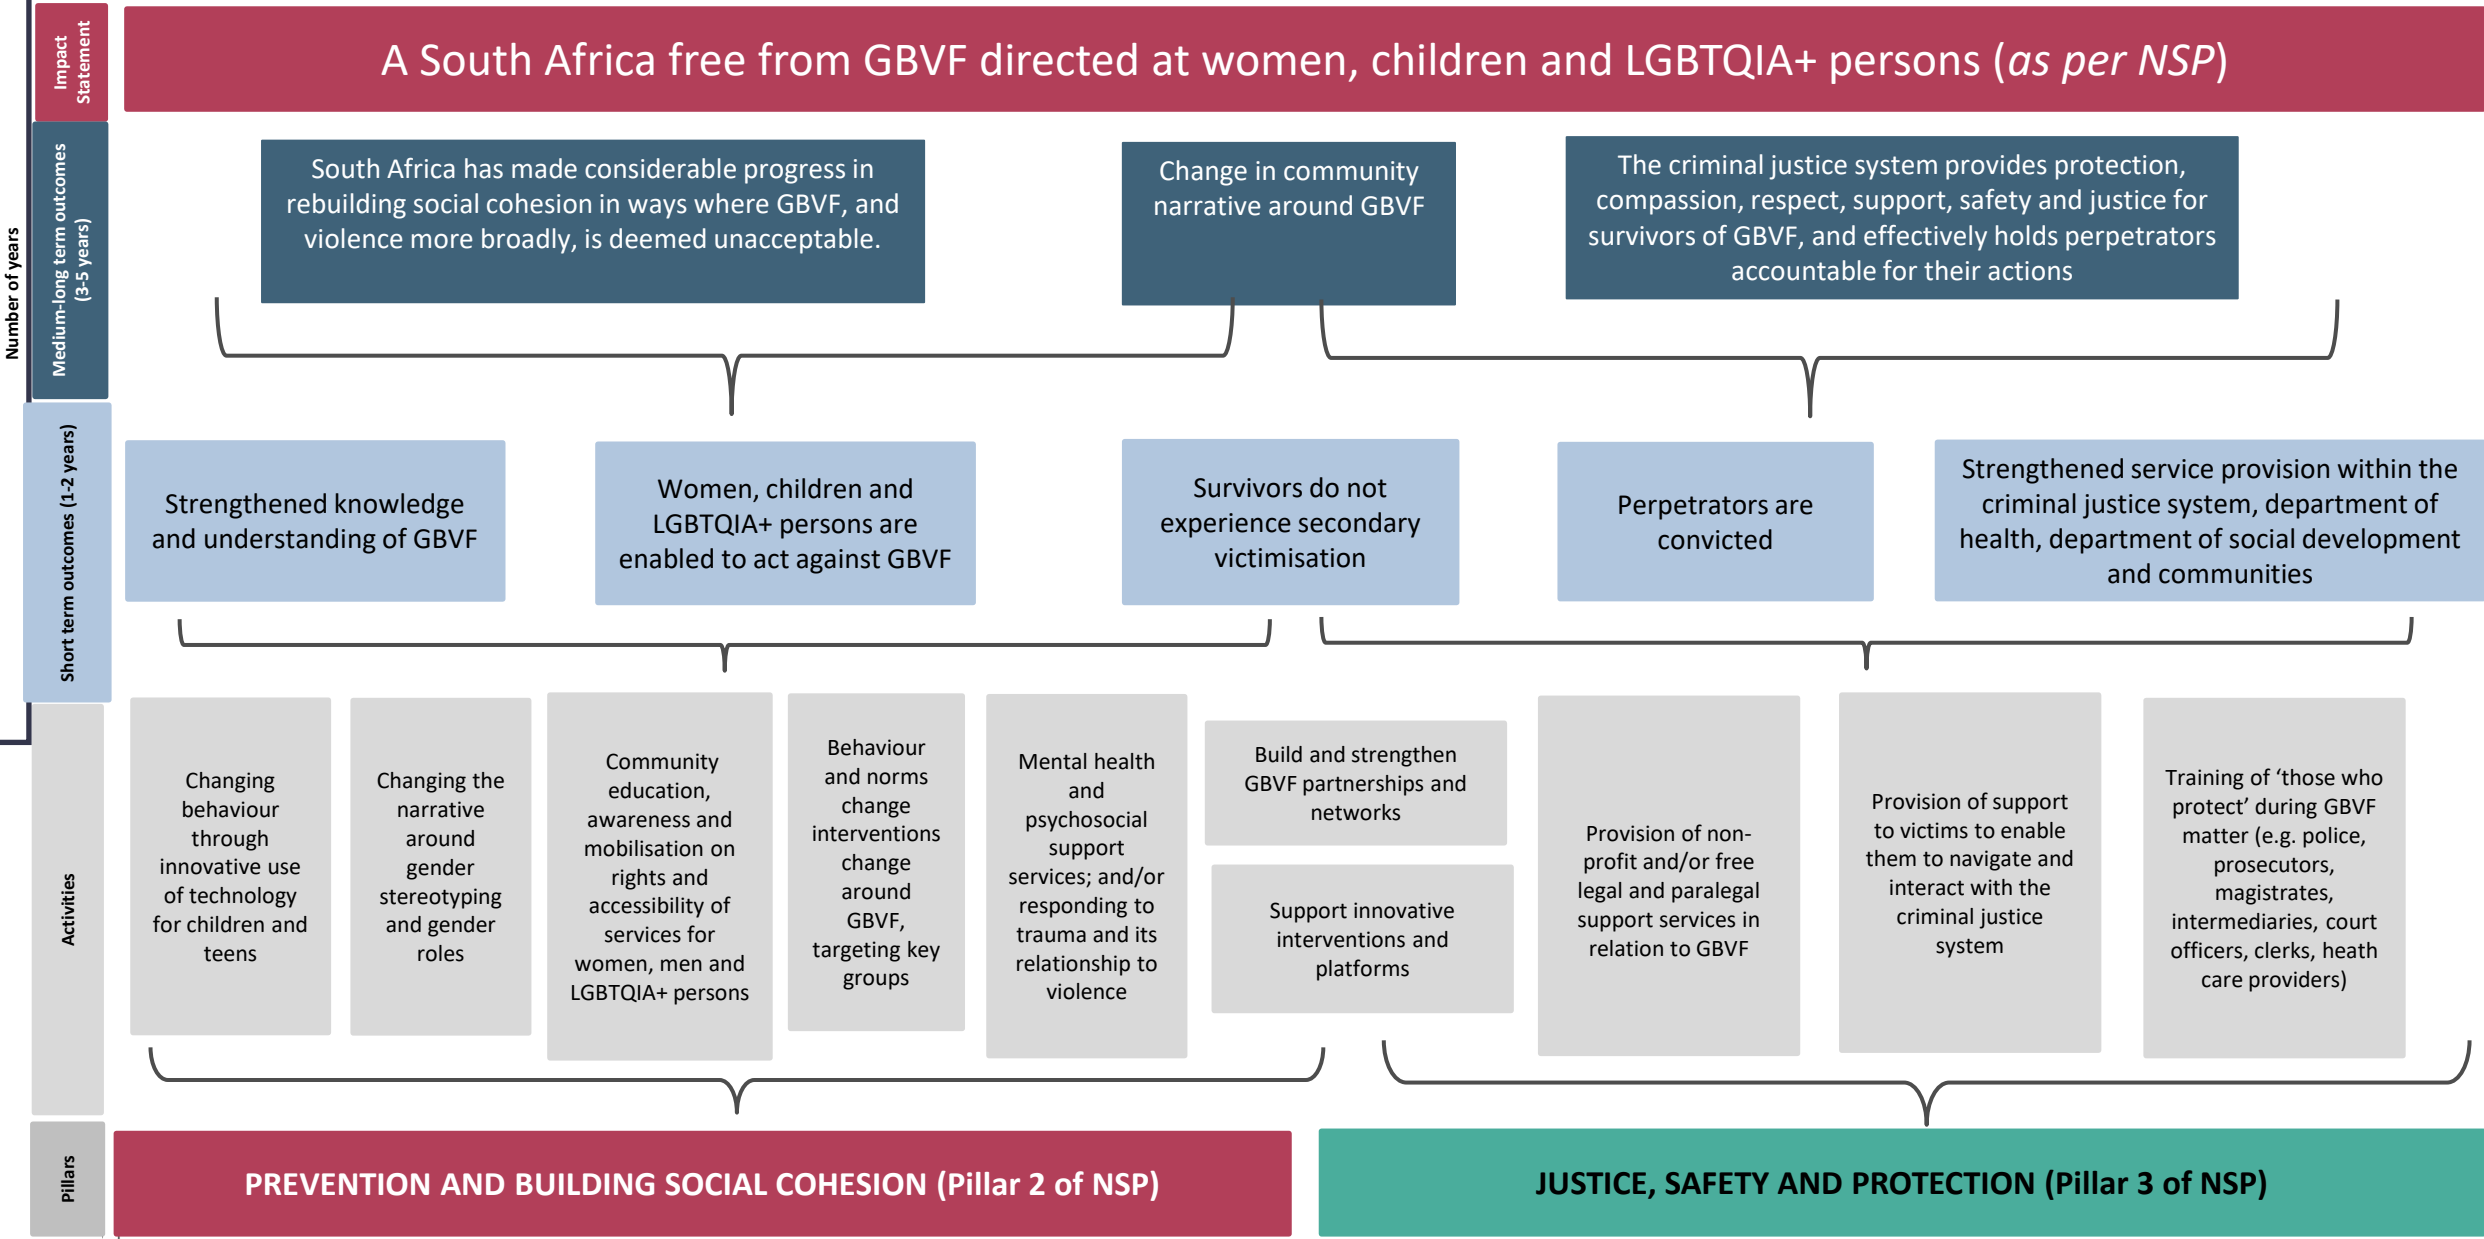 Number of years
Impact
Statement
A South Africa free from GBVF directed at women, children and LGBTQIA+ persons (as per NSP)
Medium-long term outcomes
(3-5 years)
South Africa has made considerable progress in
rebuilding social cohesion in ways where GBVF, and
violence more broadly, is deemed unacceptable.
Change in community
narrative around GBVF
The criminal justice system provides protection,
compassion, respect, support, safety and justice for
survivors of GBVF, and effectively holds perpetrators
accountable for their actions
Short term outcomes (1-2 years)
Strengthened knowledge
and understanding of GBVF
Women, children and
LGBTQIA+ persons are
enabled to act against GBVF
Survivors do not
experience secondary
victimisation
Perpetrators are
convicted
Strengthened service provision within the
criminal justice system, department of
health, department of social development
and communities
Activities
Changing
behaviour
through
innovative use
of technology
for children and
teens
Changing the
narrative
around
gender
stereotyping
and gender
roles
Community
education,
awareness and
mobilisation on
rights and
accessibility of
services for
women, men and
LGBTQIA+ persons
Behaviour
and norms
change
interventions
change
around
GBVF,
targeting key
groups
Mental health
and
psychosocial
support
services; and/or
responding to
trauma and its
relationship to
violence
Build and strengthen
GBVF partnerships and
networks
Support innovative
interventions and
platforms
Provision of non-
profit and/or free
legal and paralegal
support services in
relation to GBVF
Provision of support
to victims to enable
them to navigate and
interact with the
criminal justice
system
Training of ‘those who
protect’ during GBVF
matter (e.g. police,
prosecutors,
magistrates,
intermediaries, court
officers, clerks, heath
care providers)
Pillars
PREVENTION AND BUILDING SOCIAL COHESION (Pillar 2 of NSP)
JUSTICE, SAFETY AND PROTECTION (Pillar 3 of NSP)